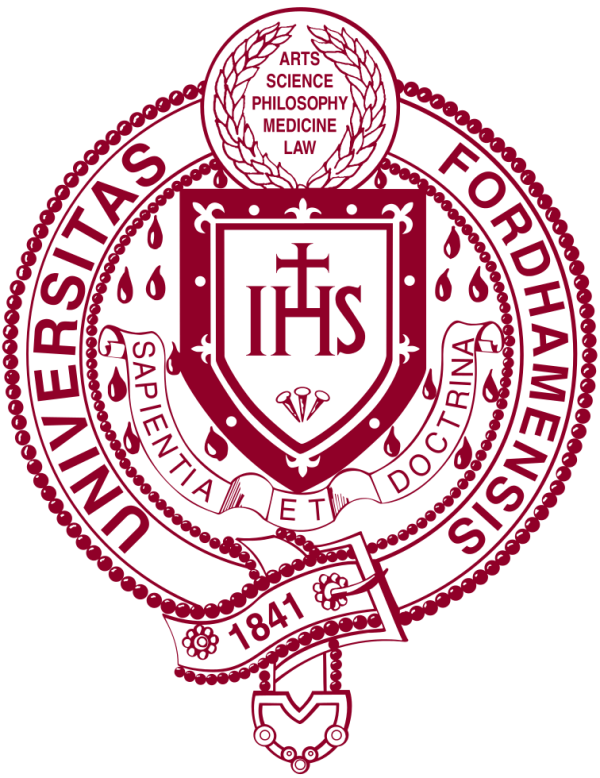 ARTS
SCIENCE
PHILOSOPHY
MEDICINE
LAW
UNIVERSITAS FORDHAMENSIS
IHS
SAPIENTIA ET DOCTRINA
1841